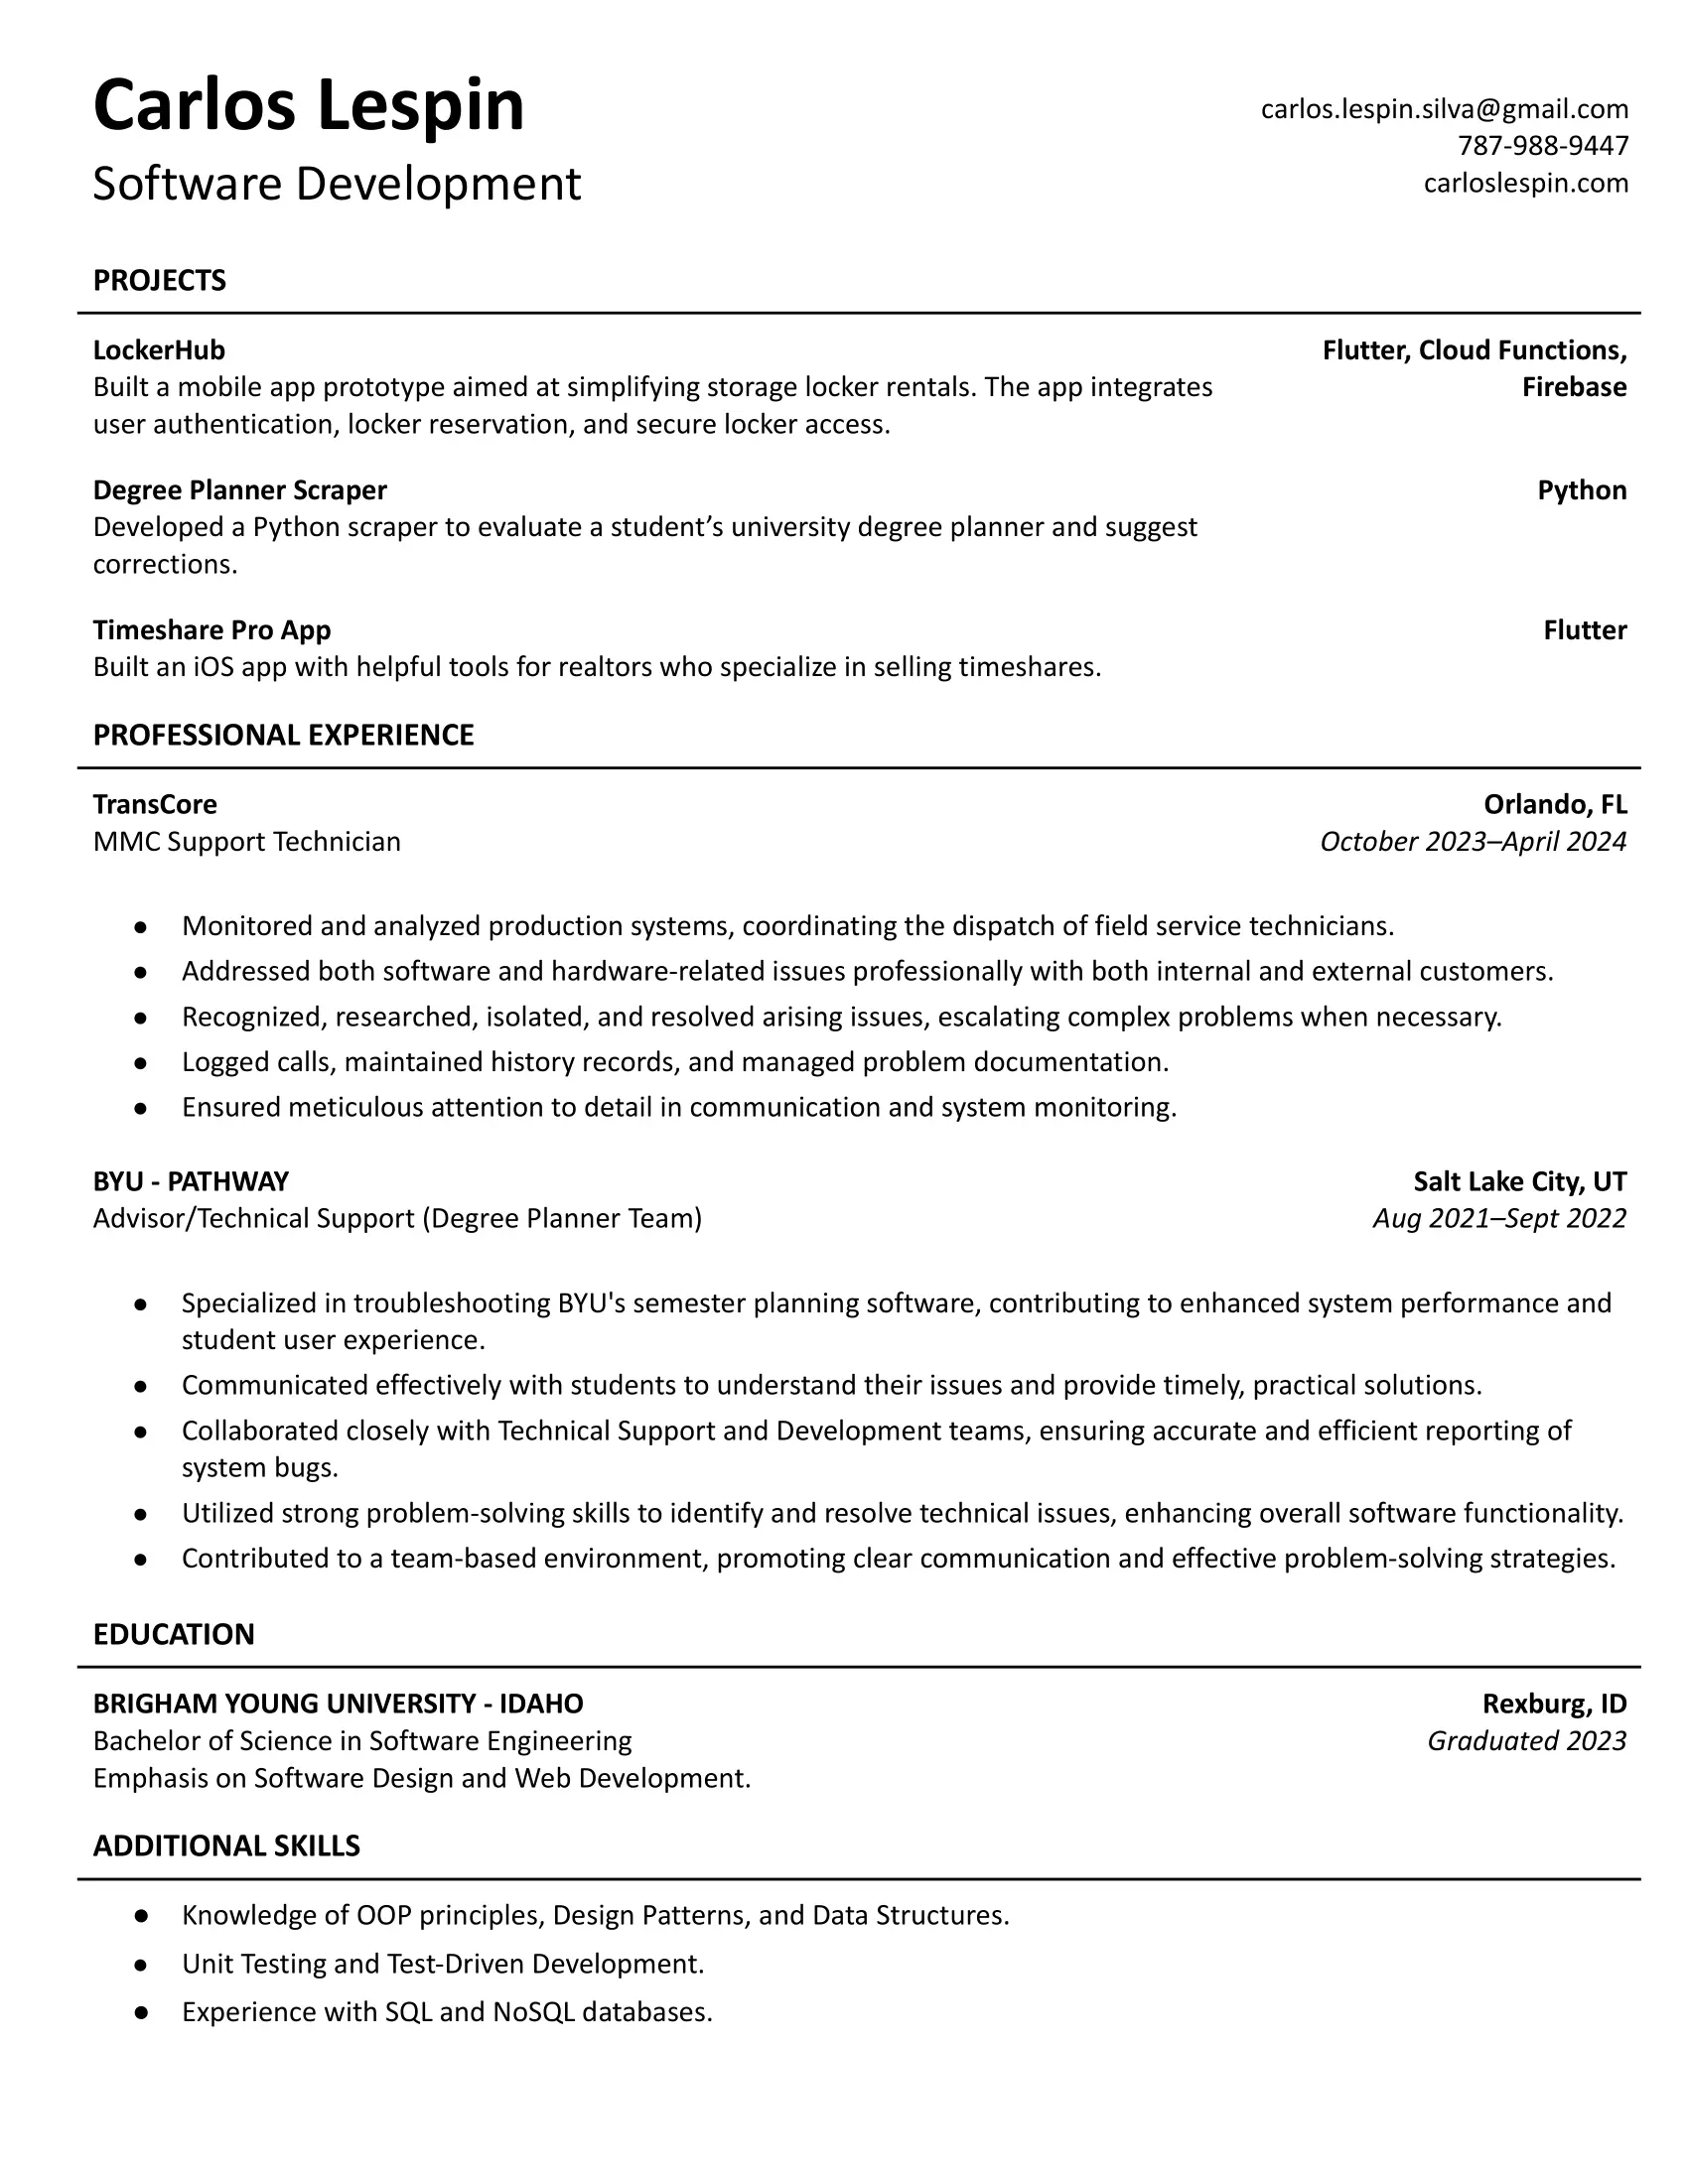 Carlos Lespin
Software Development
carlos.lespin.silva@gmail.com
787-988-9447
carloslespin.com
PROJECTS
LockerHub
Flutter, Cloud Functions,
Built a mobile app prototype aimed at simplifying storage locker rentals. The app integrates
Firebase
user authentication, locker reservation, and secure locker access.
Degree Planner Scraper
Python
Developed a Python scraper to evaluate a student’s university degree planner and suggest
corrections.
Timeshare Pro App
Flutter
Built an iOS app with helpful tools for realtors who specialize in selling timeshares.
PROFESSIONAL EXPERIENCE
TransCore
Orlando, FL
MMC Support Technician
October 2023–April 2024
● Monitored and analyzed production systems, coordinating the dispatch of field service technicians.
● Addressed both software and hardware-related issues professionally with both internal and external customers.
● Recognized, researched, isolated, and resolved arising issues, escalating complex problems when necessary.
● Logged calls, maintained history records, and managed problem documentation.
● Ensured meticulous attention to detail in communication and system monitoring.
BYU - PATHWAY
Salt Lake City, UT
Advisor/Technical Support (Degree Planner Team)
Aug 2021–Sept 2022
● Specialized in troubleshooting BYU's semester planning software, contributing to enhanced system performance and
student user experience.
● Communicated effectively with students to understand their issues and provide timely, practical solutions.
● Collaborated closely with Technical Support and Development teams, ensuring accurate and efficient reporting of
system bugs.
● Utilized strong problem-solving skills to identify and resolve technical issues, enhancing overall software functionality.
● Contributed to a team-based environment, promoting clear communication and effective problem-solving strategies.
EDUCATION
BRIGHAM YOUNG UNIVERSITY - IDAHO
Rexburg, ID
Bachelor of Science in Software Engineering
Graduated 2023
Emphasis on Software Design and Web Development.
ADDITIONAL SKILLS
● Knowledge of OOP principles, Design Patterns, and Data Structures.
● Unit Testing and Test-Driven Development.
● Experience with SQL and NoSQL databases.